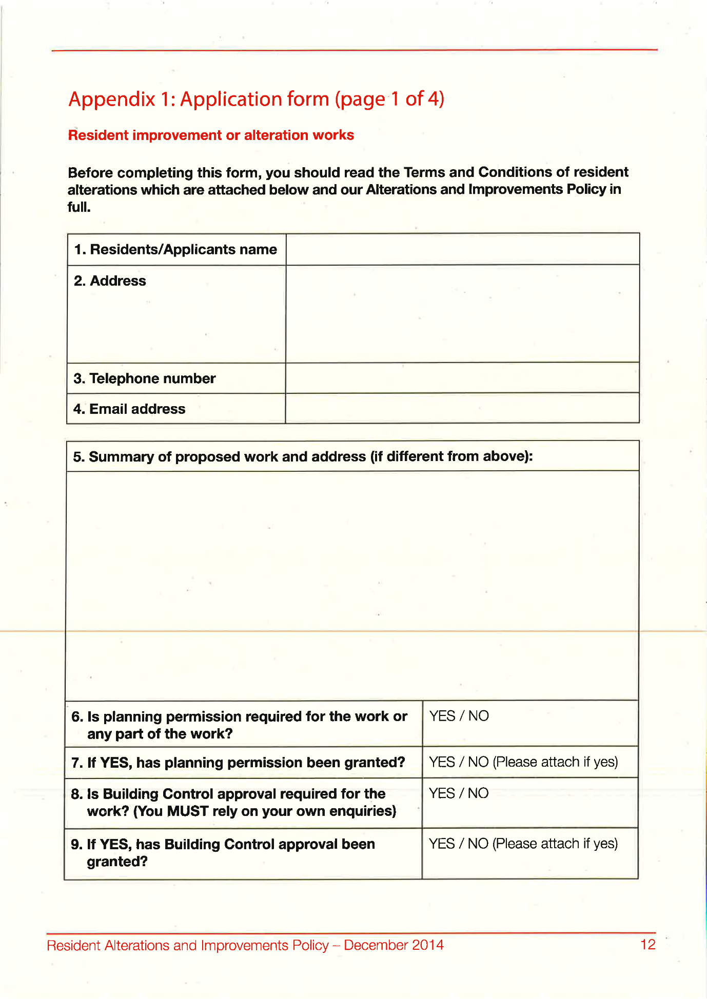 Appendix 1: Application form (page 1 of 4)
Resident improvement or alteration works
Before completing this form, you should read the Terms and Conditions of resident
alterations which are attached below and our Alterations and Improvements Policy in
full.
1. Residents/Applicants name
2. Address
3. Telephone number
4. Email address
5. Summary of proposed work and address (if different from above):
6. Is planning permission required for the work or YES / NO
any part of the work?
7. If YES, has planning permission been granted? YES / NO (Please attach if yes)
8. Is Building Control approval required for the YES / NO
work? (You MUST rely on your own enquiries)
9. If YES, has Building Control approval been YES / NO (Please attach if yes)
granted?
Resident Alterations and Improvements Policy – December 2014 12